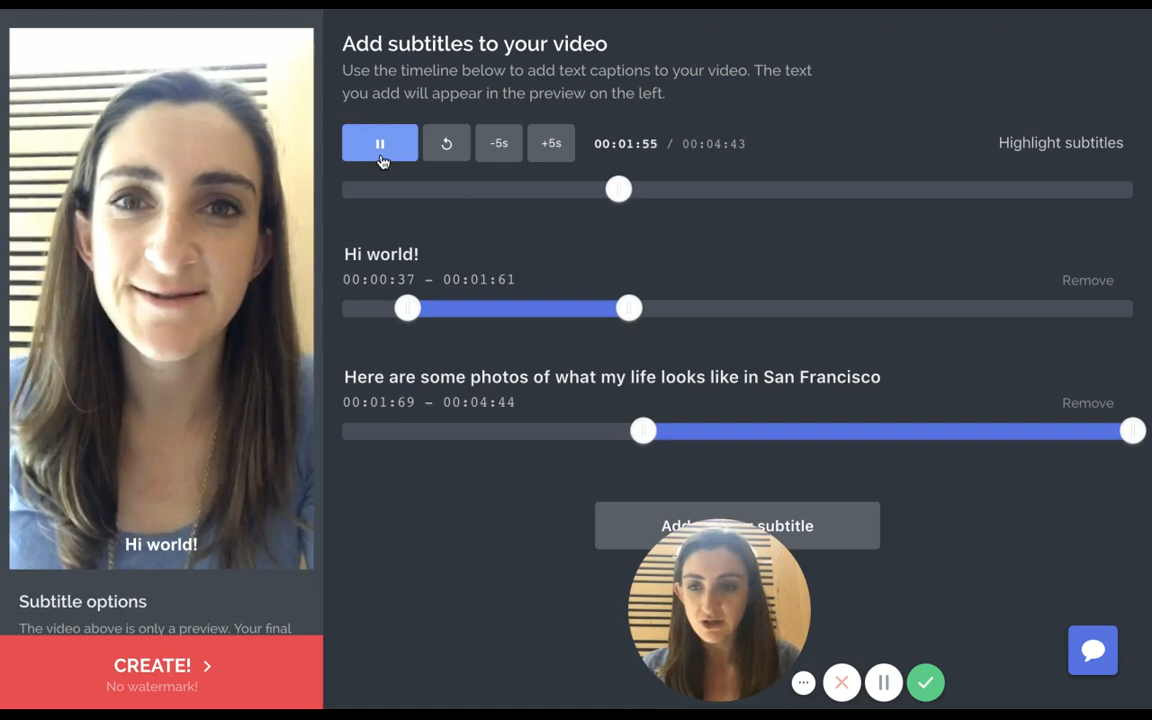 Add subtitles to your video
Use the timeline below to add text captions to your video. The text
you add will appear in the preview on the left.
-5s
+5s
00:01:55 / 00:04:43
Highlight subtitles
Hi world!
00:00:37 – 00:01:61
Remove
Here are some photos of what my life looks like in San Francisco
00:01:69 – 00:04:44
Remove
subtitle
Hi world!
Subtitle options
The video above is only a preview. Your final
CREATE!
No watermark!